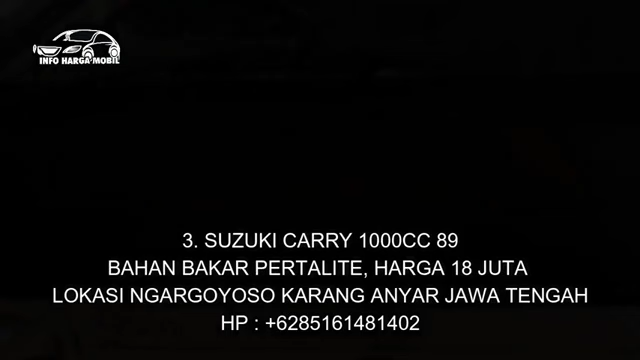 INFO HARGA MOBIL
3. SUZUKI CARRY 1000CC 89
BAHAN BAKAR PERTALITE, HARGA 18 JUTA
LOKASI NGARGOYOSO KARANG ANYAR JAWA TENGAH
HP : +6285161481402